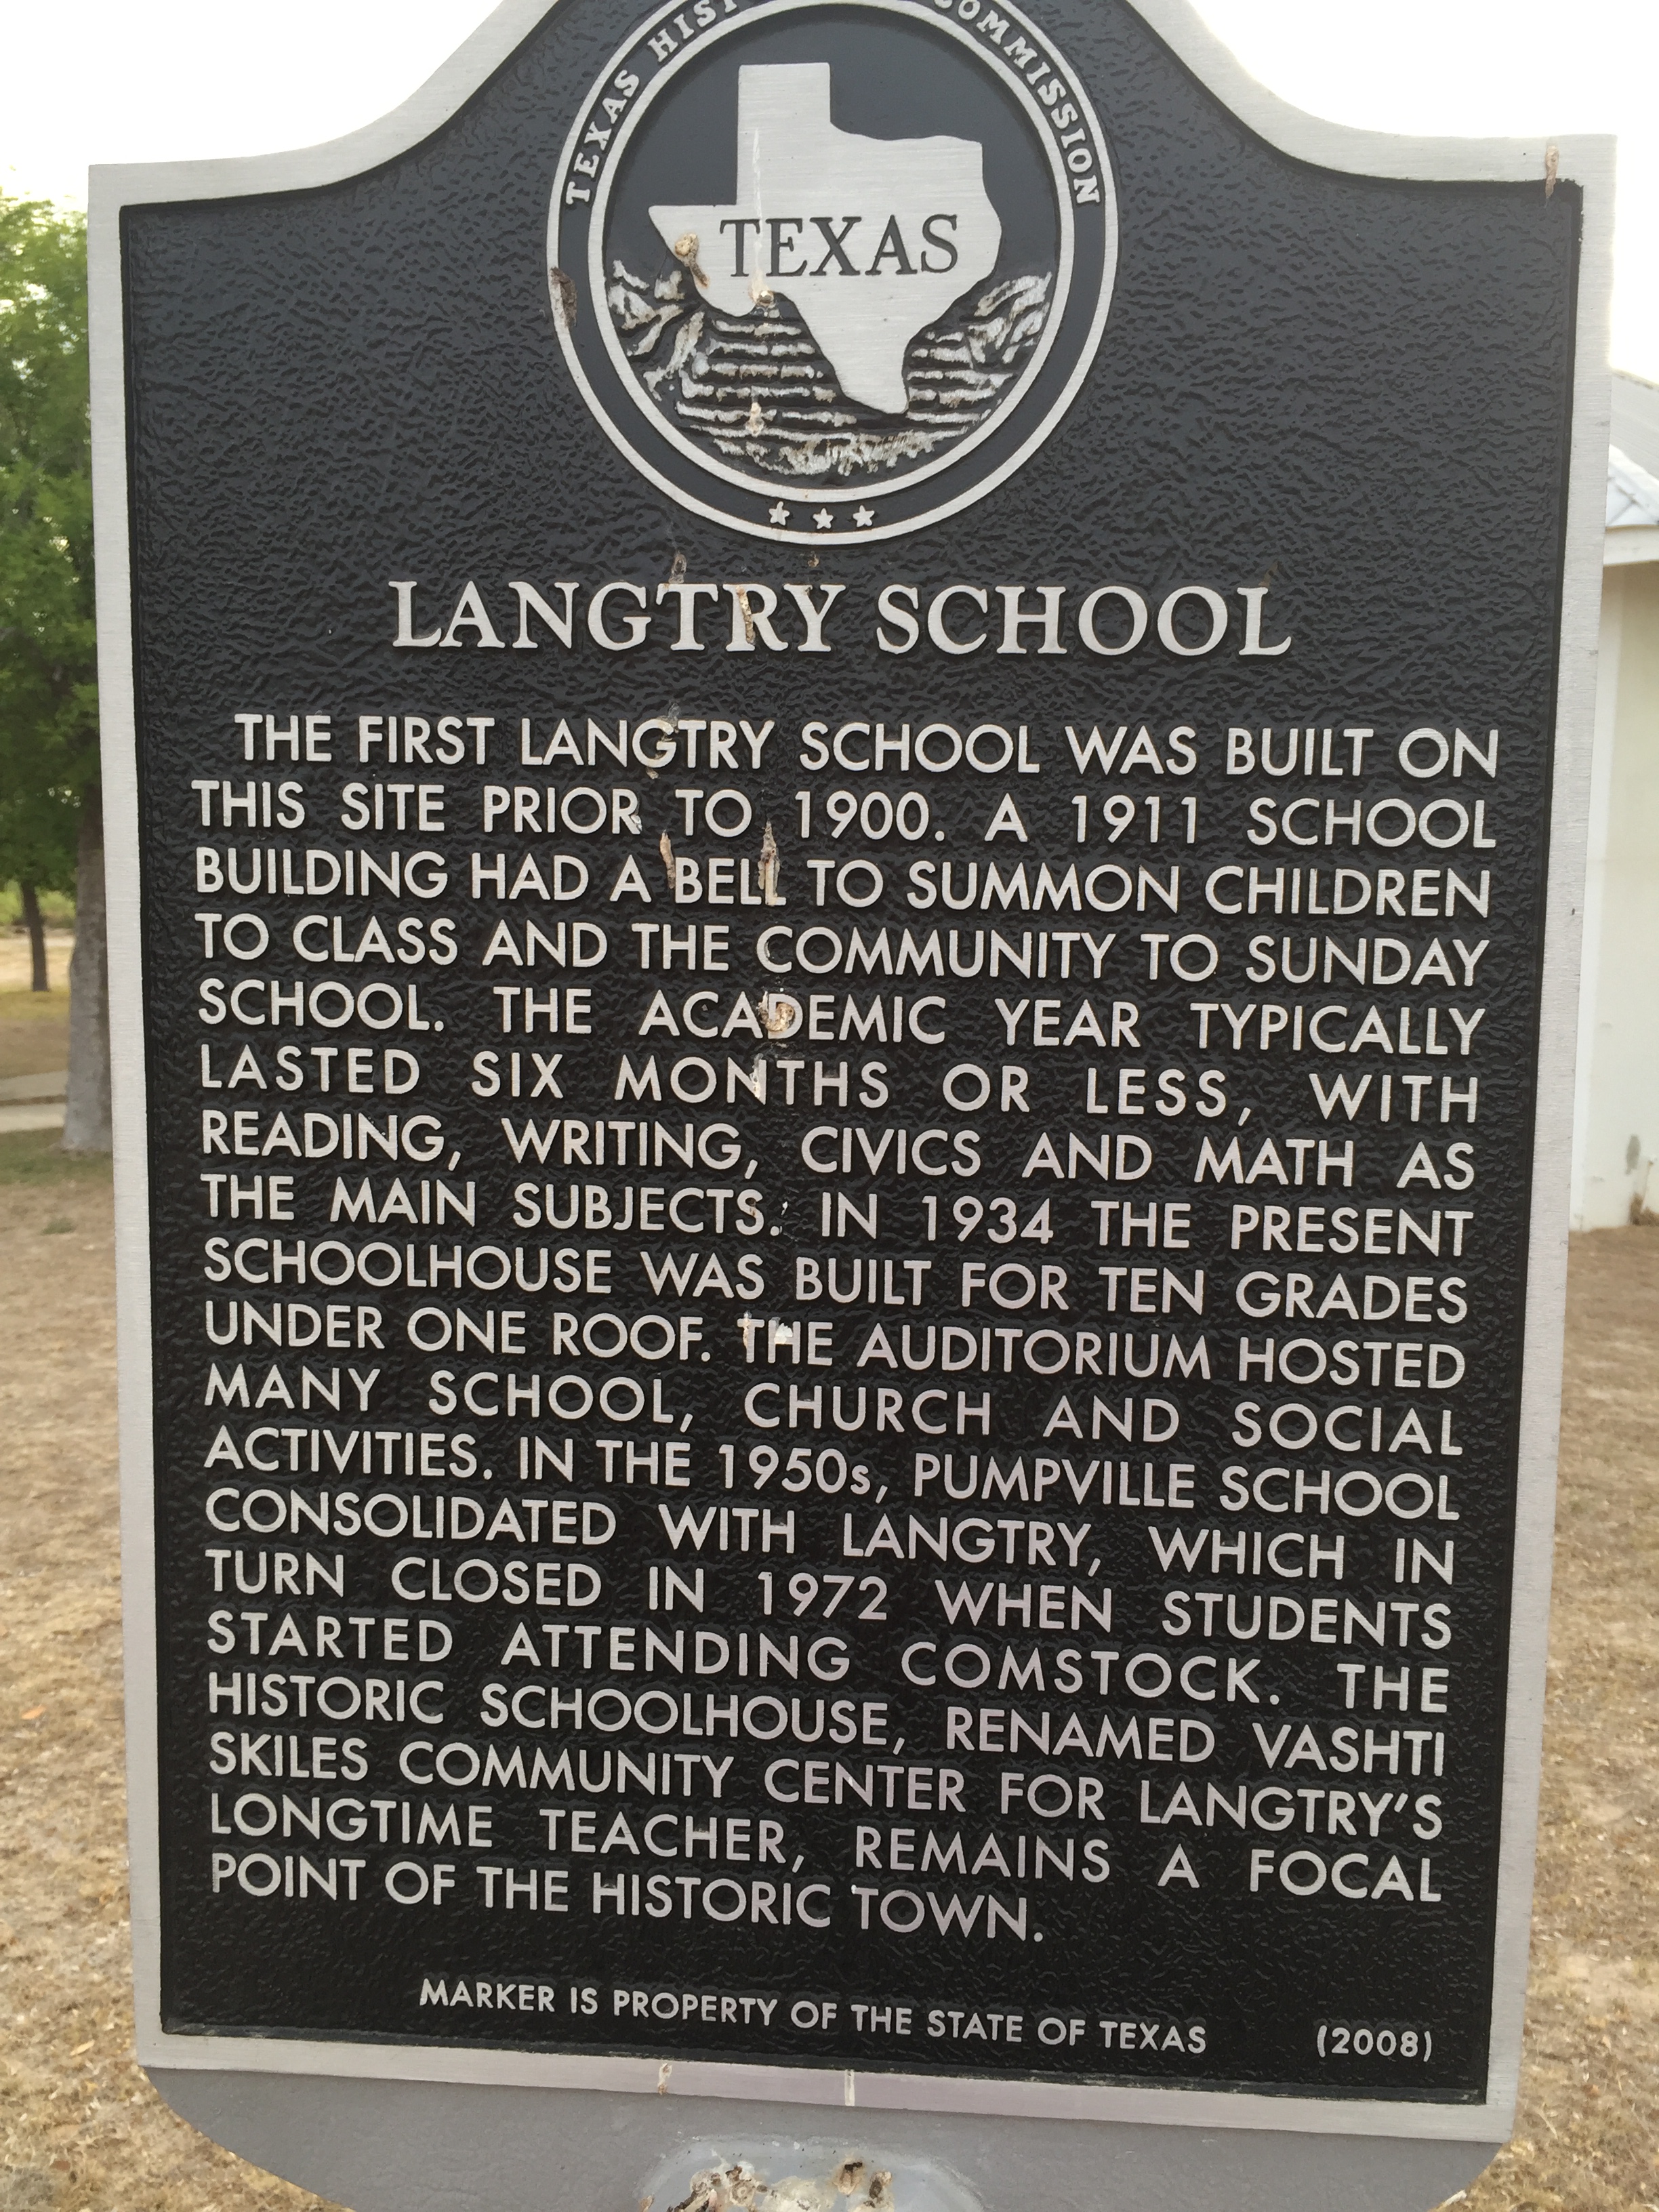 TEXAS HIST COMMISSION
TEXAS
LANGTRY SCHOOL
THE FIRST LANGTRY SCHOOL WAS BUILT ON
THIS SITE PRIOR TO 1900. A 1911 SCHOOL
BUILDING HAD A BELL TO SUMMON CHILDREN
TO CLASS AND THE COMMUNITY TO SUNDAY
SCHOOL. THE ACADEMIC YEAR TYPICALLY
LASTED SIX MONTHS OR LESS, WITH
READING, WRITING, CIVICS AND MATH AS
THE MAIN SUBJECTS. IN 1934 THE PRESENT
SCHOOLHOUSE WAS BUILT FOR TEN GRADES
UNDER ONE ROOF. THE AUDITORIUM HOSTED
MANY SCHOOL, CHURCH AND SOCIAL
ACTIVITIES. IN THE 1950s, PUMPVILLE SCHOOL
CONSOLIDATED WITH LANGTRY, WHICH IN
TURN CLOSED IN 1972 WHEN STUDENTS
STARTED ATTENDING COMSTOCK. THE
HISTORIC SCHOOLHOUSE, RENAMED VASHTI
SKILES COMMUNITY CENTER FOR LANGTRY'S
LONGTIME TEACHER, REMAINS A FOCAL
POINT OF THE HISTORIC TOWN.
MARKER IS PROPERTY OF THE STATE OF TEXAS (2008)